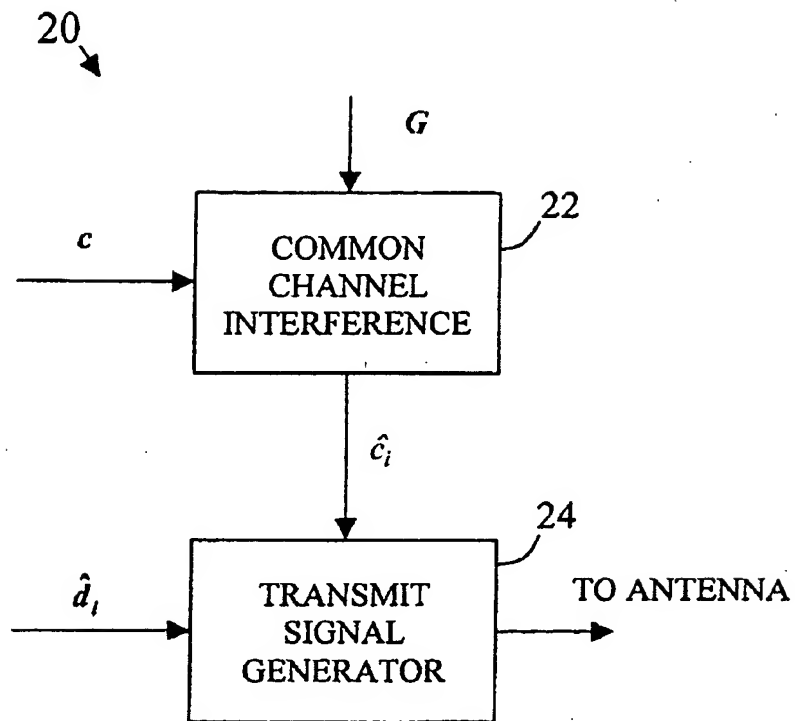 20
G
22
c
COMMON
CHANNEL
INTERFERENCE
ĉᵢ
24
d̂ᵢ
TRANSMIT
SIGNAL
GENERATOR
TO ANTENNA